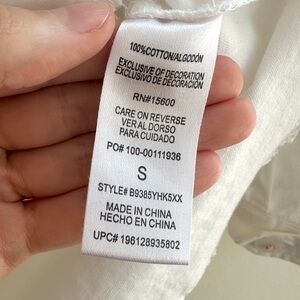 100%COTTON/ALGODÓN
EXCLUSIVE OF DECORATION
EXCLUSIVO DE DECORACIÓN
RN#15600
CARE ON REVERSE
VER AL DORSO
PARA CUIDADO
PO# 100-00111936
S
STYLE# B9385YHK5XX
MADE IN CHINA
HECHO EN CHINA
UPC# 196128935802